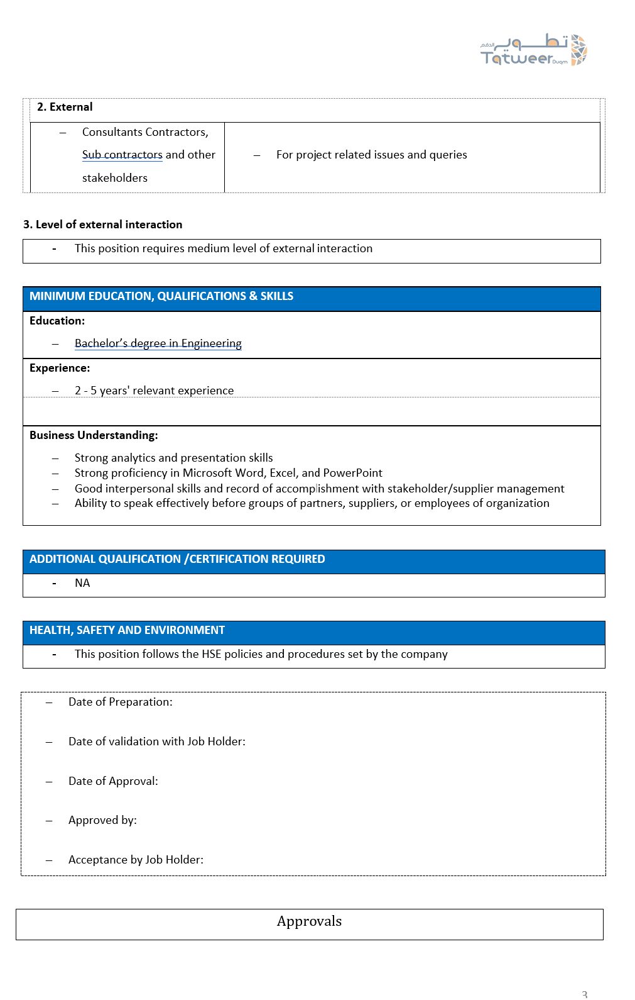 تطوير الدقم
Tatweer Duqm
2. External
– Consultants Contractors,
Sub contractors and other
stakeholders
– For project related issues and queries
3. Level of external interaction
- This position requires medium level of external interaction
MINIMUM EDUCATION, QUALIFICATIONS & SKILLS
Education:
– Bachelor’s degree in Engineering
Experience:
– 2 - 5 years' relevant experience
Business Understanding:
– Strong analytics and presentation skills
– Strong proficiency in Microsoft Word, Excel, and PowerPoint
– Good interpersonal skills and record of accomplishment with stakeholder/supplier management
– Ability to speak effectively before groups of partners, suppliers, or employees of organization
ADDITIONAL QUALIFICATION /CERTIFICATION REQUIRED
- NA
HEALTH, SAFETY AND ENVIRONMENT
- This position follows the HSE policies and procedures set by the company
– Date of Preparation:
– Date of validation with Job Holder:
– Date of Approval:
– Approved by:
– Acceptance by Job Holder:
Approvals
3